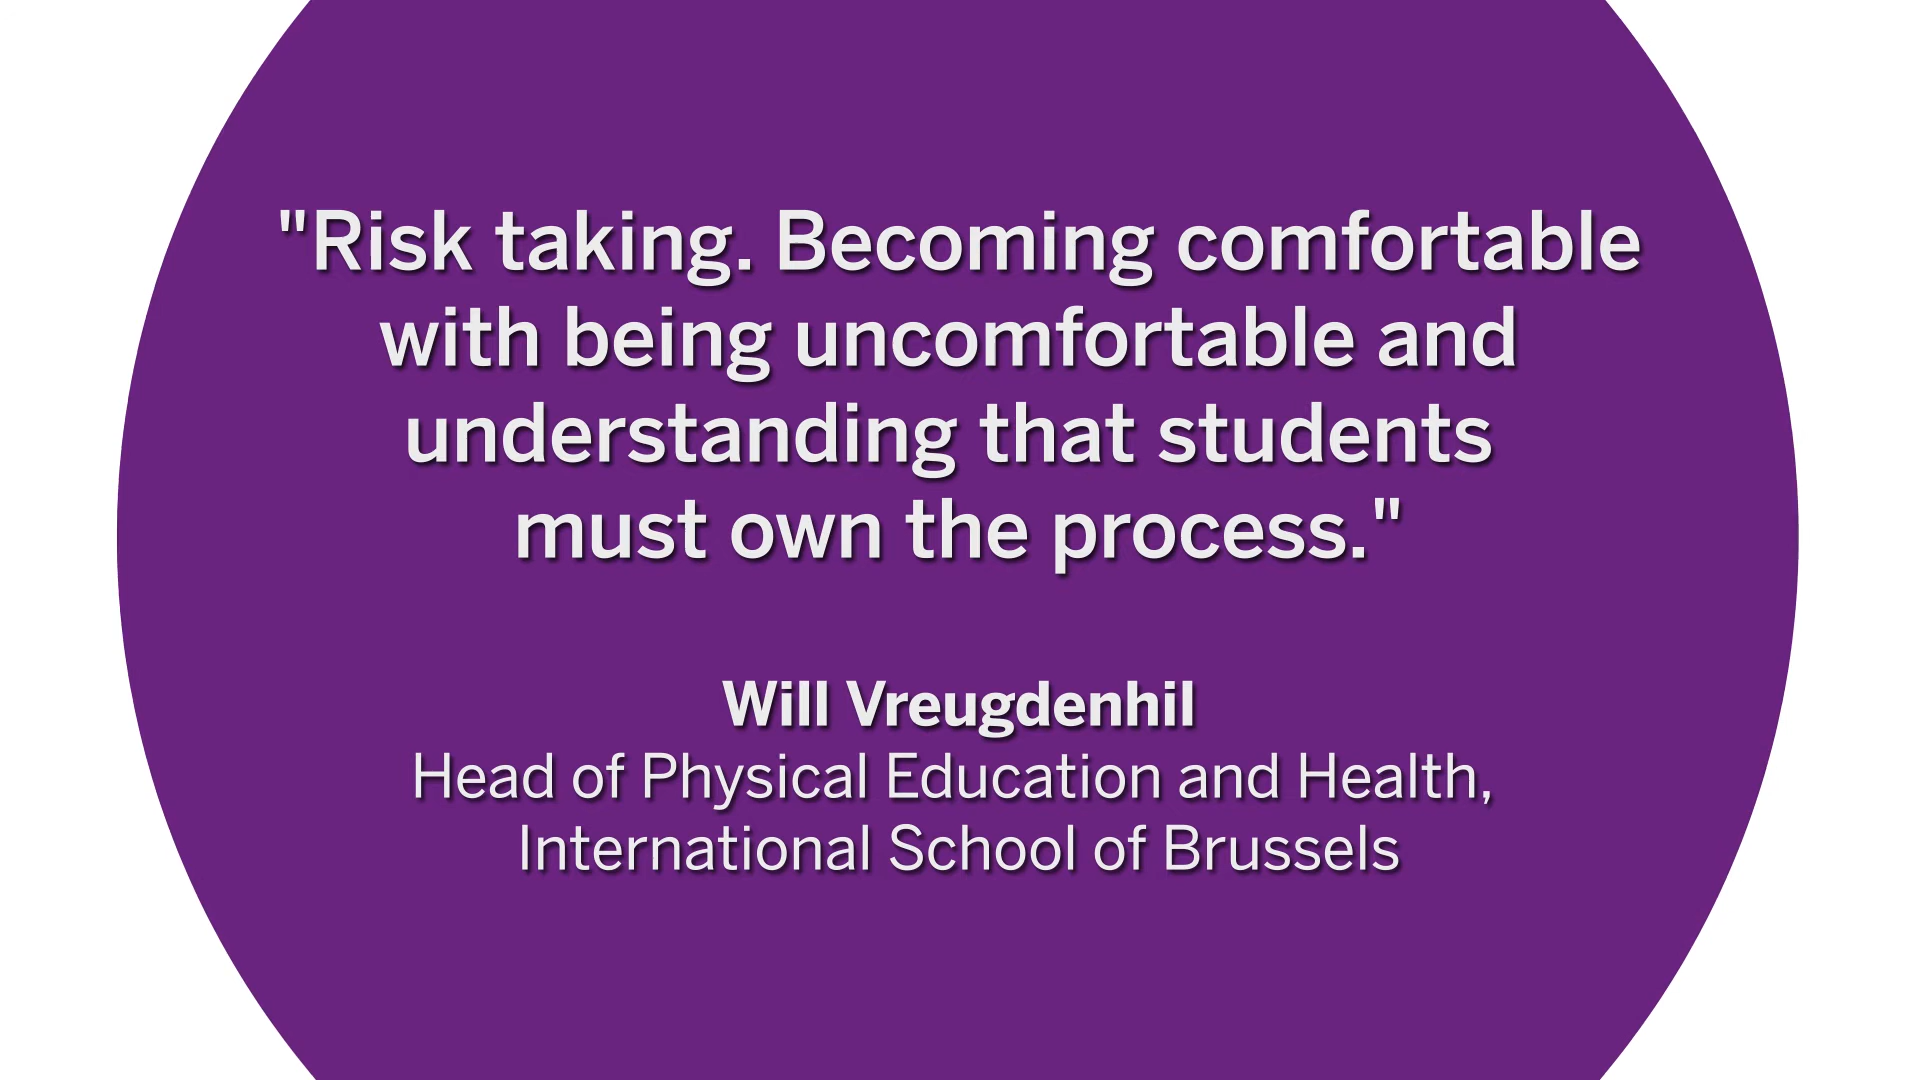 "Risk taking. Becoming comfortable
with being uncomfortable and
understanding that students
must own the process."
Will Vreugdenhil
Head of Physical Education and Health,
International School of Brussels